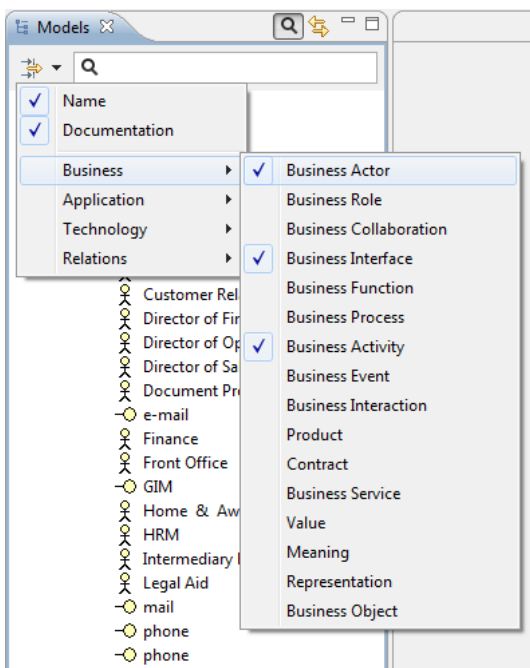 Models
Name
Documentation
Business
Application
Technology
Relations
Business Actor
Business Role
Business Collaboration
Business Interface
Business Function
Business Process
Business Activity
Business Event
Business Interaction
Product
Contract
Business Service
Value
Meaning
Representation
Business Object
Customer Rel
Director of Fin
Director of Op
Director of Sa
Document Pr
e-mail
Finance
Front Office
GIM
Home & Aw
HRM
Intermediary
Legal Aid
mail
phone
phone